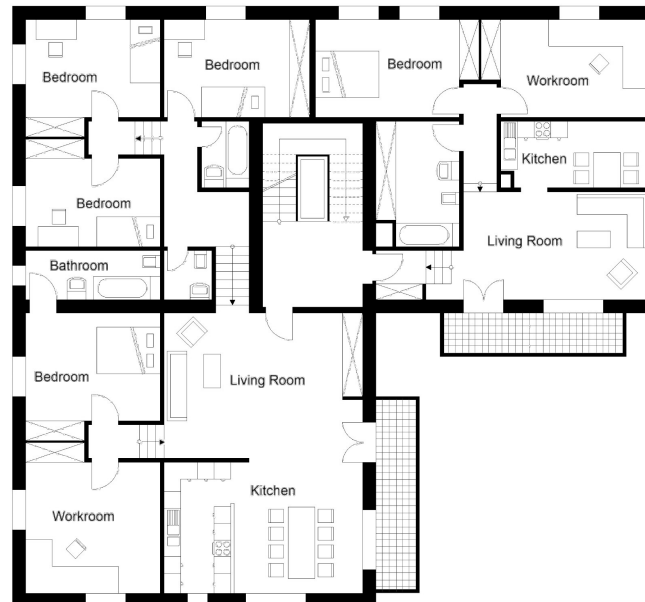 Bedroom
Bedroom
Bedroom
Workroom
Kitchen
Bedroom
Living Room
Bathroom
Bedroom
Living Room
Kitchen
Workroom